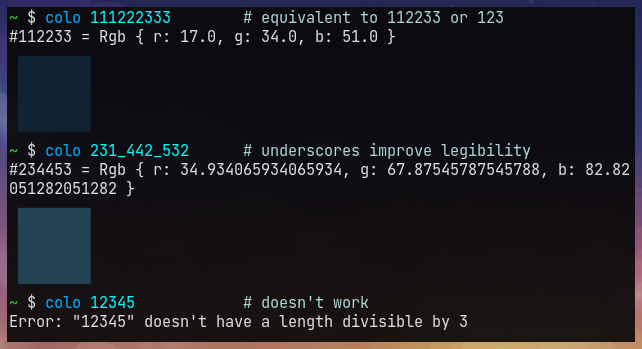 ~ $ colo 111222333        # equivalent to 112233 or 123
#112233 = Rgb { r: 17.0, g: 34.0, b: 51.0 }
~ $ colo 231_442_532      # underscores improve legibility
#234453 = Rgb { r: 34.934065934065934, g: 67.87545787545788, b: 82.82
051282051282 }
~ $ colo 12345            # doesn't work
Error: "12345" doesn't have a length divisible by 3